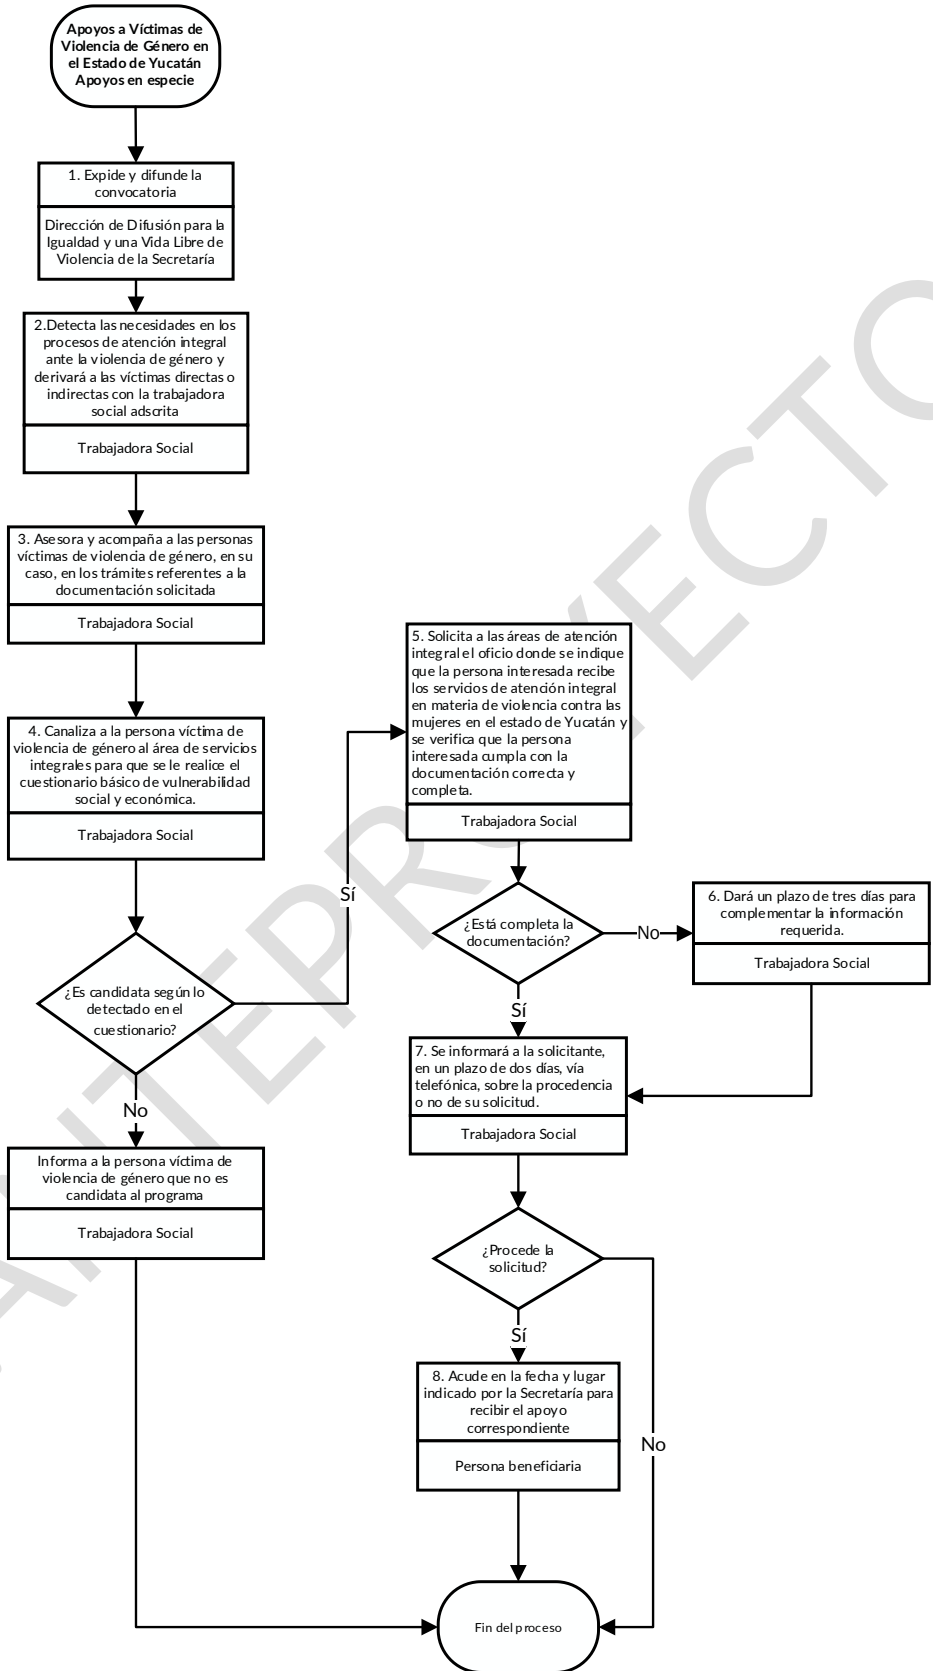 Apoyos a Víctimas de
Violencia de Género en
el Estado de Yucatán
Apoyos en especie
1. Expide y difunde la
convocatoria
Dirección de Difusión para la
Igualdad y una Vida Libre de
Violencia de la Secretaría
2.Detecta las necesidades en los
procesos de atención integral
ante la violencia de género y
derivará a las víctimas directas o
indirectas con la trabajadora
social adscrita
Trabajadora Social
3. Asesora y acompaña a las personas
víctimas de violencia de género, en su
caso, en los trámites referentes a la
documentación solicitada
Trabajadora Social
4. Canaliza a la persona víctima de
violencia de género al área de servicios
integrales para que se le realice el
cuestionario básico de vulnerabilidad
social y económica.
Trabajadora Social
¿Es candidata según lo
detectado en el
cuestionario?
Sí
No
Informa a la persona víctima de
violencia de género que no es
candidata al programa
Trabajadora Social
5. Solicita a las áreas de atención
integral el oficio donde se indique
que la persona interesada recibe
los servicios de atención integral
en materia de violencia contra las
mujeres en el estado de Yucatán y
se verifica que la persona
interesada cumpla con la
documentación correcta y
completa.
Trabajadora Social
¿Está completa la
documentación?
No
6. Dará un plazo de tres días para
complementar la información
requerida.
Trabajadora Social
Sí
7. Se informará a la solicitante,
en un plazo de dos días, vía
telefónica, sobre la procedencia
o no de su solicitud.
Trabajadora Social
¿Procede la
solicitud?
Sí
No
8. Acude en la fecha y lugar
indicado por la Secretaría para
recibir el apoyo
correspondiente
Persona beneficiaria
Fin del proceso
ANTEPROYECTO